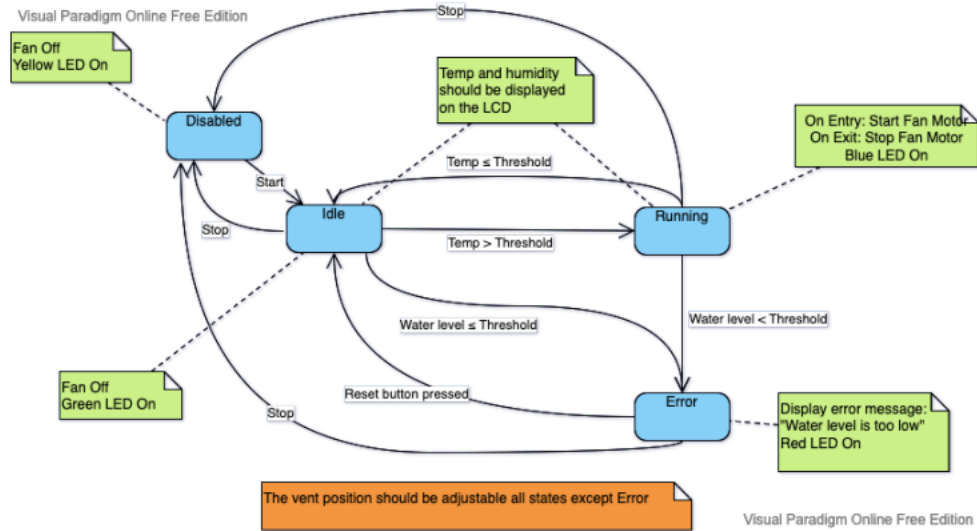 Visual Paradigm Online Free Edition
Stop
Fan Off
Yellow LED On
Temp and humidity
should be displayed
on the LCD
On Entry: Start Fan Motor
On Exit: Stop Fan Motor
Blue LED On
Disabled
Temp ≤ Threshold
Start
Idle
Running
Stop
Temp > Threshold
Water level ≤ Threshold
Water level < Threshold
Fan Off
Green LED On
Reset button pressed
Error
Stop
Display error message:
"Water level is too low"
Red LED On
The vent position should be adjustable all states except Error
Visual Paradigm Online Free Edition